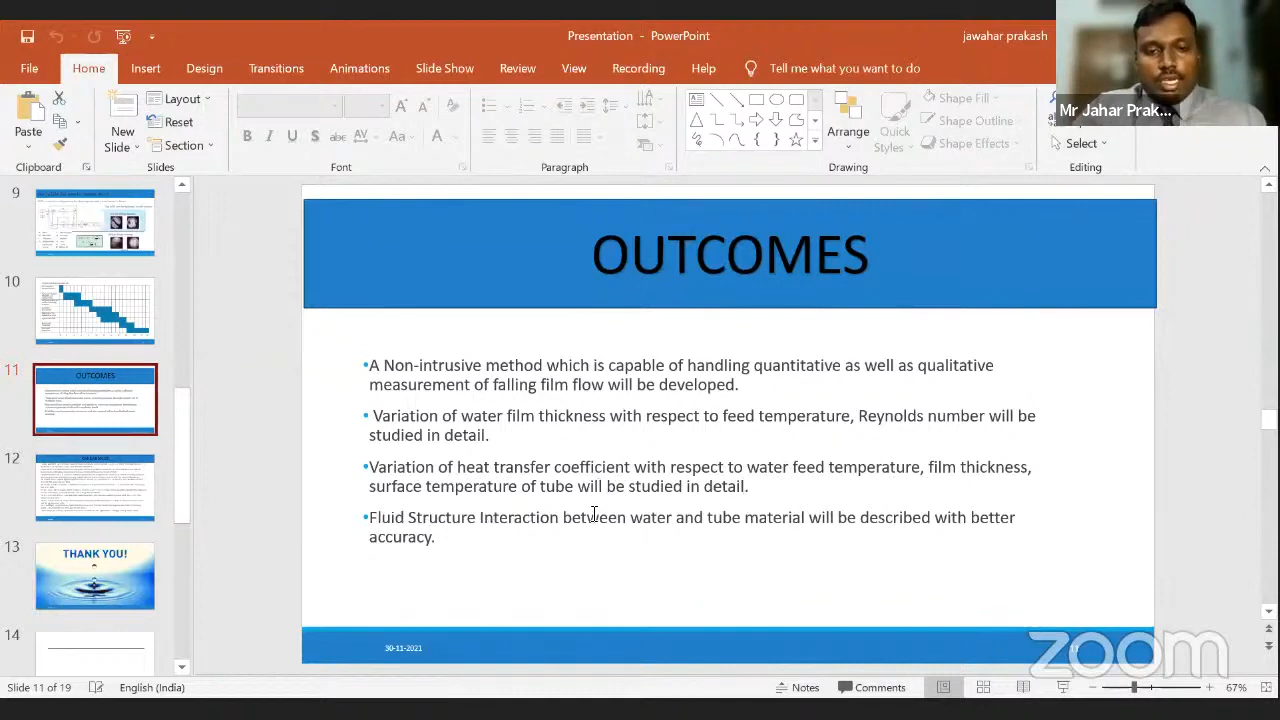 Presentation - PowerPoint
jawahar prakash
File Home Insert Design Transitions Animations Slide Show Review View Recording Help Tell me what you want to do
Mr Jahar Prak...
Paste
New
Slide
Layout
Reset
Section
B I U S abc AV Aa A
Arrange
Quick
Styles
Shape Fill
Shape Outline
Shape Effects
Select
Clipboard Slides Font Paragraph Drawing Editing
9
10
11
OUTCOMES
12
13
THANK YOU!
14
OUTCOMES
•A Non-intrusive method which is capable of handling quantitative as well as qualitative
measurement of falling film flow will be developed.
• Variation of water film thickness with respect to feed temperature, Reynolds number will be
studied in detail.
•Variation of heat transfer coefficient with respect to water feed temperature, film thickness,
surface temperature of tube will be studied in detail
•Fluid Structure Interaction between water and tube material will be described with better
accuracy.
30-11-2021
11
zoom
Slide 11 of 19 English (India) Notes Comments 67%